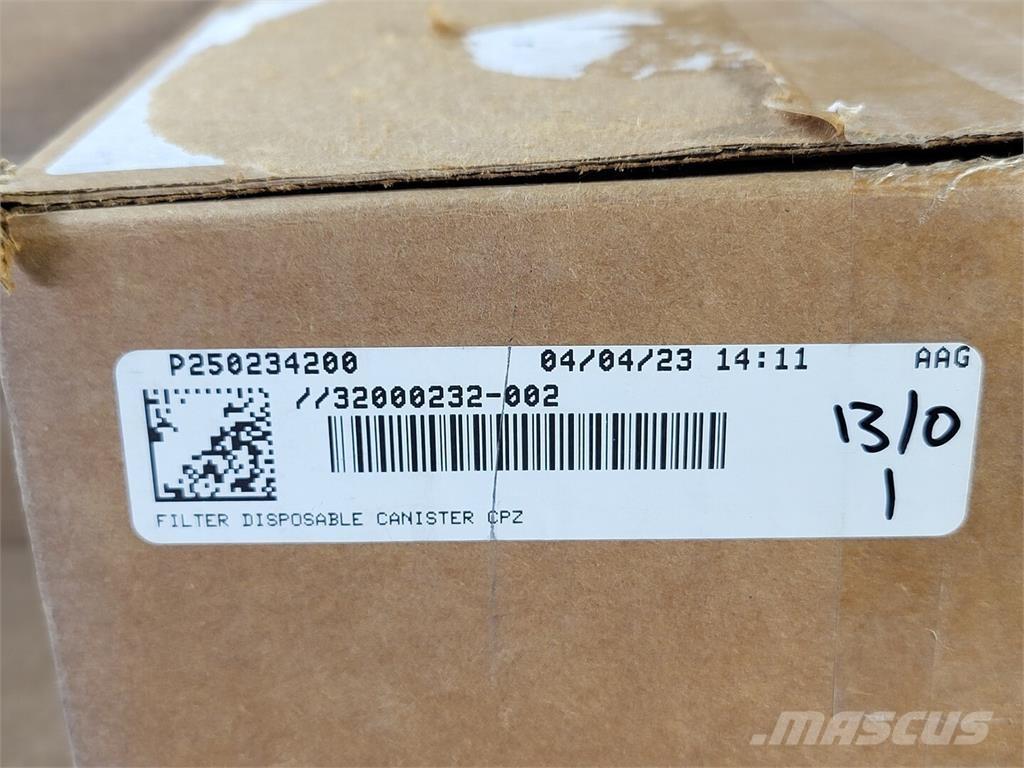 P250234200 04/04/23 14:11 AAG
//32000232-002
13/0
1
FILTER DISPOSABLE CANISTER CPZ
MASCUS